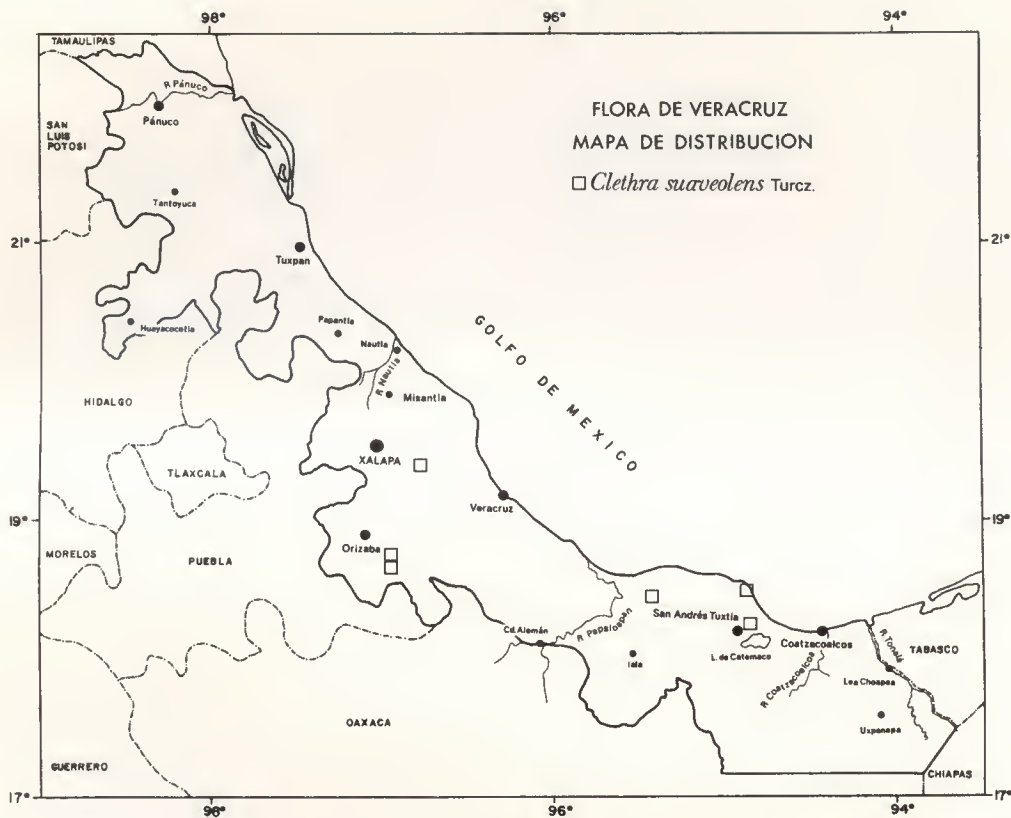 98°
96°
94°
TAMAULIPAS
R. Pánuco
Pánuco
SAN
LUIS
POTOSI
FLORA DE VERACRUZ
MAPA DE DISTRIBUCION
Clethra suaveolens Turcz.
Tantoyuca
21°
21°
Tuxpan
Huayacocotla
Papantla
Nautla
R. Nautla
GOLFO DE MEXICO
HIDALGO
Misantla
XALAPA
TLAXCALA
Veracruz
19°
19°
Orizaba
MORELOS
PUEBLA
San Andrés Tuxtla
Cd. Alemán
R. Papaloapan
Isla
L. de Catemaco
Coatzacoalcos
R. Coatzacoalcos
R. Tonalá
TABASCO
Las Choapas
OAXACA
Uxpanapa
GUERRERO
CHIAPAS
17°
17°
98°
96°
94°